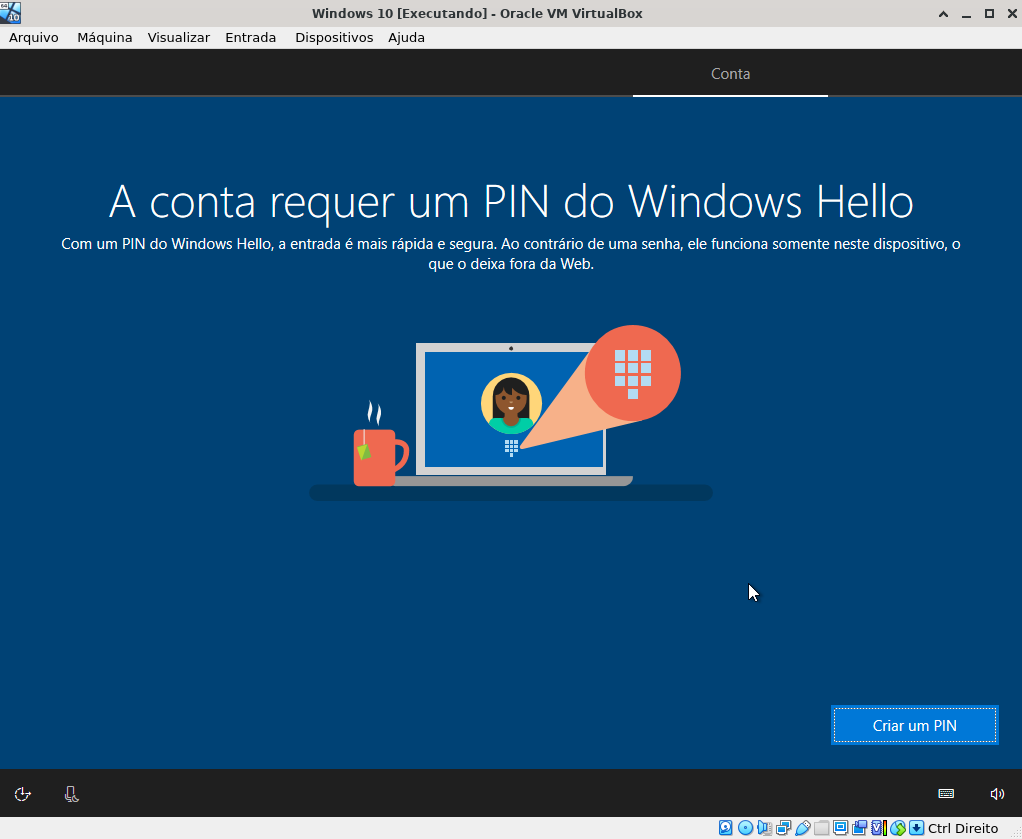 Windows 10 [Executando] - Oracle VM VirtualBox
Arquivo Máquina Visualizar Entrada Dispositivos Ajuda
Conta
A conta requer um PIN do Windows Hello
Com um PIN do Windows Hello, a entrada é mais rápida e segura. Ao contrário de uma senha, ele funciona somente neste dispositivo, o
que o deixa fora da Web.
Criar um PIN
Ctrl Direito